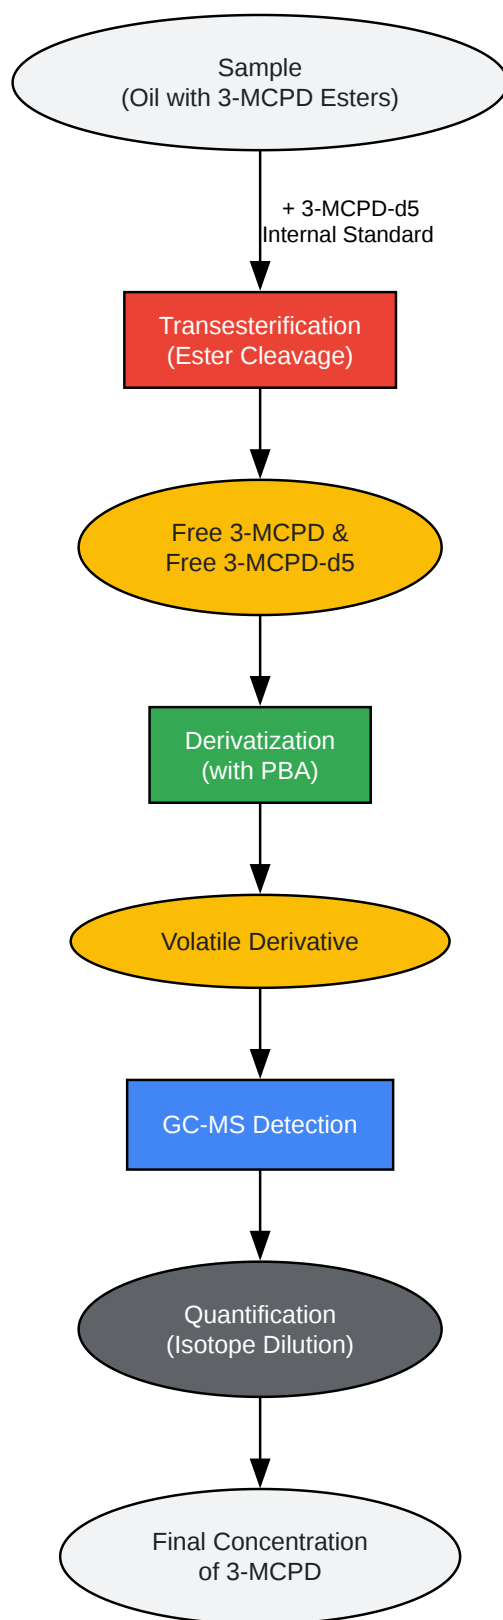 Sample
(Oil with 3-MCPD Esters)
+ 3-MCPD-d5
Internal Standard
Transesterification
(Ester Cleavage)
Free 3-MCPD &
Free 3-MCPD-d5
Derivatization
(with PBA)
Volatile Derivative
GC-MS Detection
Quantification
(Isotope Dilution)
Final Concentration
of 3-MCPD